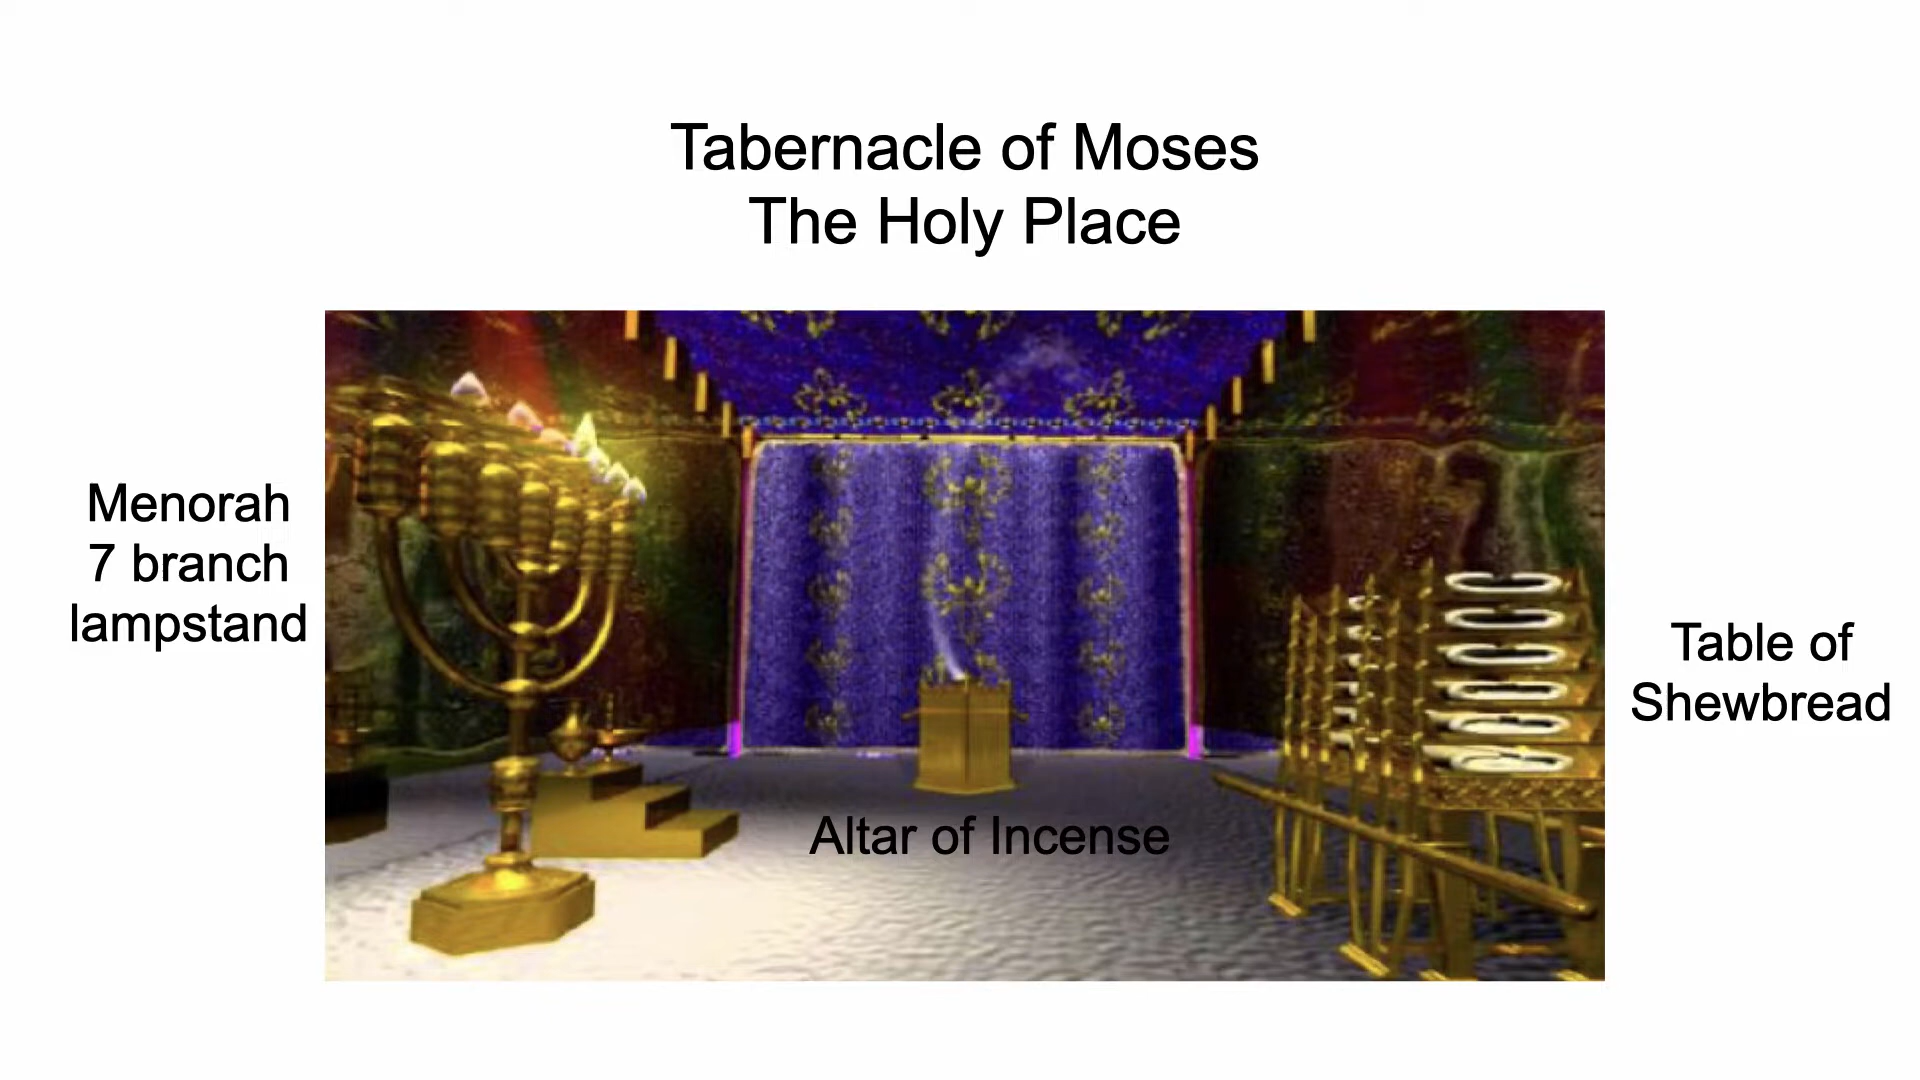 Tabernacle of Moses
The Holy Place
Menorah
7 branch
lampstand
Table of
Shewbread
Altar of Incense